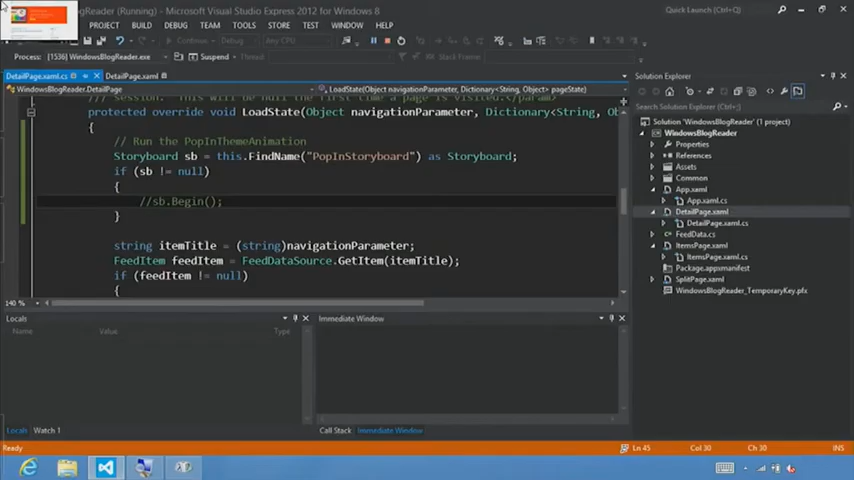 BlogReader (Running) - Microsoft Visual Studio Express 2012 for Windows 8
Quick Launch (Ctrl+Q)
PROJECT BUILD DEBUG TEAM TOOLS STORE TEST WINDOW HELP
Continue
Debug
Process: [1536] WindowsBlogReader.exe Suspend Stack Frame:
DetailPage.xaml.cs DetailPage.xaml
WindowsBlogReader.DetailPage LoadState(Object navigationParameter, Dictionary<String, Object> pageState)
/// session. This will be null the first time a page is visited.</param>
protected override void LoadState(Object navigationParameter, Dictionary<String, Ob
{
// Run the PopInThemeAnimation
Storyboard sb = this.FindName("PopInStoryboard") as Storyboard;
if (sb != null)
{
//sb.Begin();
}
string itemTitle = (string)navigationParameter;
FeedItem feedItem = FeedDataSource.GetItem(itemTitle);
if (feedItem != null)
{
140 %
Solution Explorer
Search Solution Explorer (Ctrl+;)
Solution 'WindowsBlogReader' (1 project)
WindowsBlogReader
Properties
References
Assets
Common
App.xaml
App.xaml.cs
DetailPage.xaml
DetailPage.xaml.cs
FeedData.cs
ItemsPage.xaml
ItemsPage.xaml.cs
Package.appxmanifest
SplitPage.xaml
WindowsBlogReader_TemporaryKey.pfx
Locals
Name Value Type
Locals Watch 1
Immediate Window
Call Stack Immediate Window
Ready Ln 45 Col 30 Ch 30 INS